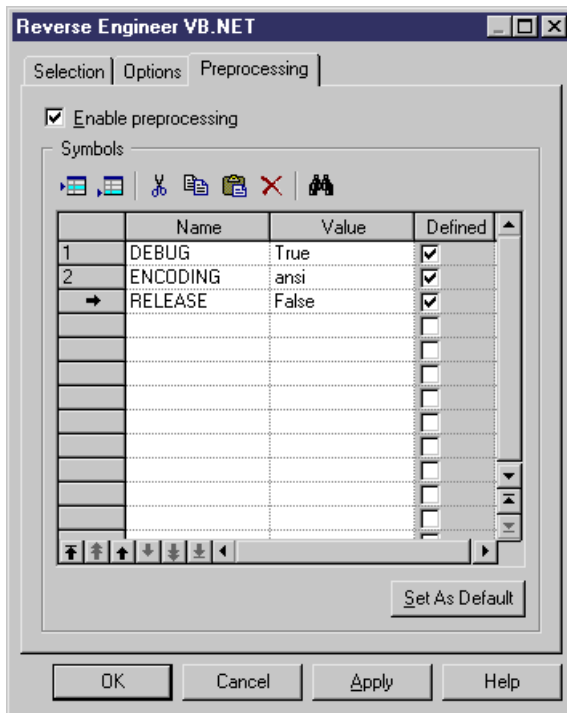 Reverse Engineer VB.NET
Selection Options Preprocessing
Enable preprocessing
Symbols
Name Value Defined
1 DEBUG True
2 ENCODING ansi
RELEASE False
Set As Default
OK Cancel Apply Help